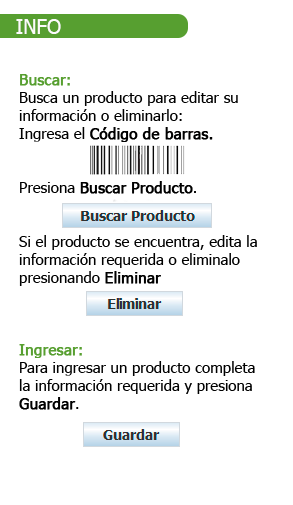 INFO
Buscar:
Busca un producto para editar su
información o eliminarlo:
Ingresa el Código de barras.
Presiona Buscar Producto.
Buscar Producto
Si el producto se encuentra, edita la
información requerida o eliminalo
presionando Eliminar
Eliminar
Ingresar:
Para ingresar un producto completa
la información requerida y presiona
Guardar.
Guardar